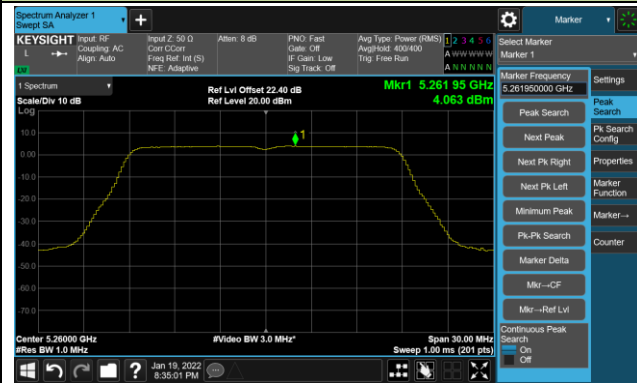 Spectrum Analyzer 1
Swept SA
Marker
KEYSIGHT
L
Input: RF
Coupling: AC
Align: Auto
Input Z: 50 Ω
Corr CCorr
Freq Ref: Int (S)
NFE: Adaptive
Atten: 8 dB
PNO: Fast
Gate: Off
IF Gain: Low
Sig Track: Off
Avg Type: Power (RMS)
Avg|Hold: 400/400
Trig: Free Run
1 2 3 4 5 6
A W W W W W
A N N N N N
Select Marker
Marker 1
Marker Frequency
5.261950000 GHz
Settings
Peak Search
Peak
Search
Next Peak
Pk Search
Config
Next Pk Right
Properties
Next Pk Left
Marker
Function
Minimum Peak
Marker→
Pk-Pk Search
Counter
Marker Delta
Mkr→CF
Mkr→Ref Lvl
Continuous Peak
Search
On
Off
1 Spectrum
Scale/Div 10 dB
Log
Ref Lvl Offset 22.40 dB
Ref Level 20.00 dBm
Mkr1 5.261 95 GHz
4.063 dBm
1
10.0
0.00
-10.0
-20.0
-30.0
-40.0
-50.0
-60.0
-70.0
Center 5.26000 GHz
#Res BW 1.0 MHz
#Video BW 3.0 MHz*
Span 30.00 MHz
Sweep 1.00 ms (201 pts)
?
Jan 19, 2022
8:35:01 PM